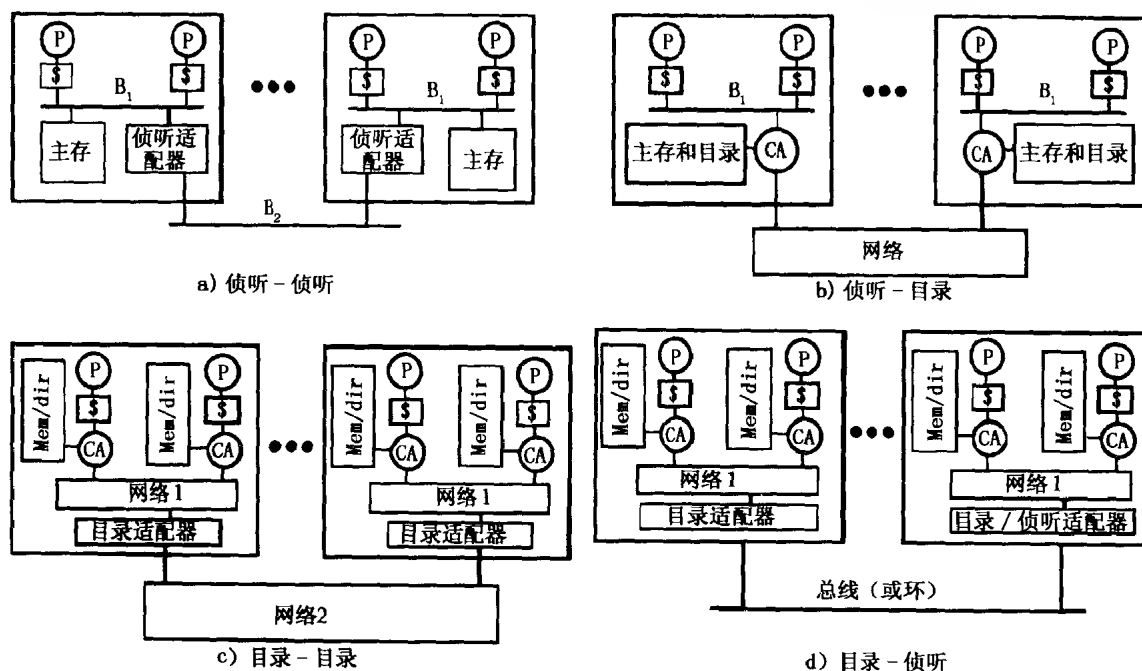 P P P P P P P P
$ $ $ $ $ $ $ $
B₁ B₁ B₁ B₁
主存 侦听适配器 ••• 侦听适配器 主存 主存和目录 CA ••• CA 主存和目录
B₂
网络
a) 侦听-侦听
b) 侦听-目录
Mem/dir P Mem/dir P Mem/dir P Mem/dir P Mem/dir P Mem/dir P Mem/dir P Mem/dir P
$ $ $ $ $ $ $ $
CA CA CA CA CA CA CA CA
网络1 网络1 网络1 网络1
目录适配器 目录适配器 目录适配器 目录/侦听适配器
网络2
总线(或环)
c) 目录-目录
d) 目录-侦听